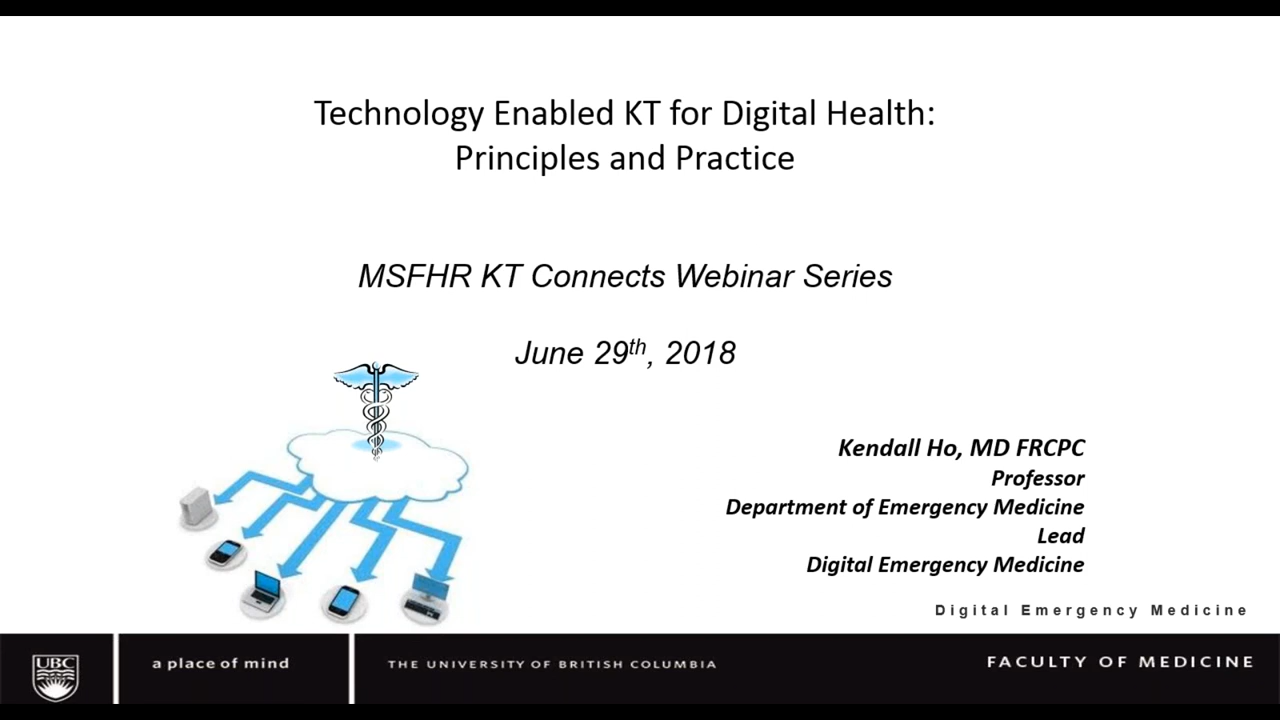 Technology Enabled KT for Digital Health:
Principles and Practice
MSFHR KT Connects Webinar Series
June 29th, 2018
Kendall Ho, MD FRCPC
Professor
Department of Emergency Medicine
Lead
Digital Emergency Medicine
Digital Emergency Medicine
UBC
a place of mind
THE UNIVERSITY OF BRITISH COLUMBIA
FACULTY OF MEDICINE